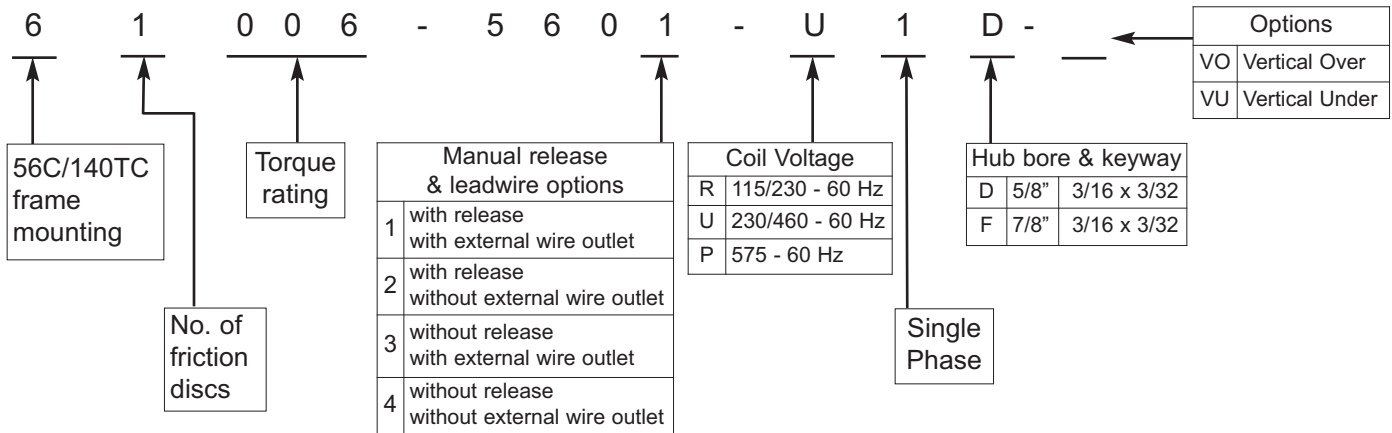 6 1 0 0 6 - 5 6 0 1 - U 1 D -
Options
VO Vertical Over
VU Vertical Under
56C/140TC
frame
mounting
No. of
friction
discs
Torque
rating
Manual release
& leadwire options
1 with release
with external wire outlet
2 with release
without external wire outlet
3 without release
with external wire outlet
4 without release
without external wire outlet
Coil Voltage
R 115/230 - 60 Hz
U 230/460 - 60 Hz
P 575 - 60 Hz
Single
Phase
Hub bore & keyway
D 5/8” 3/16 x 3/32
F 7/8” 3/16 x 3/32